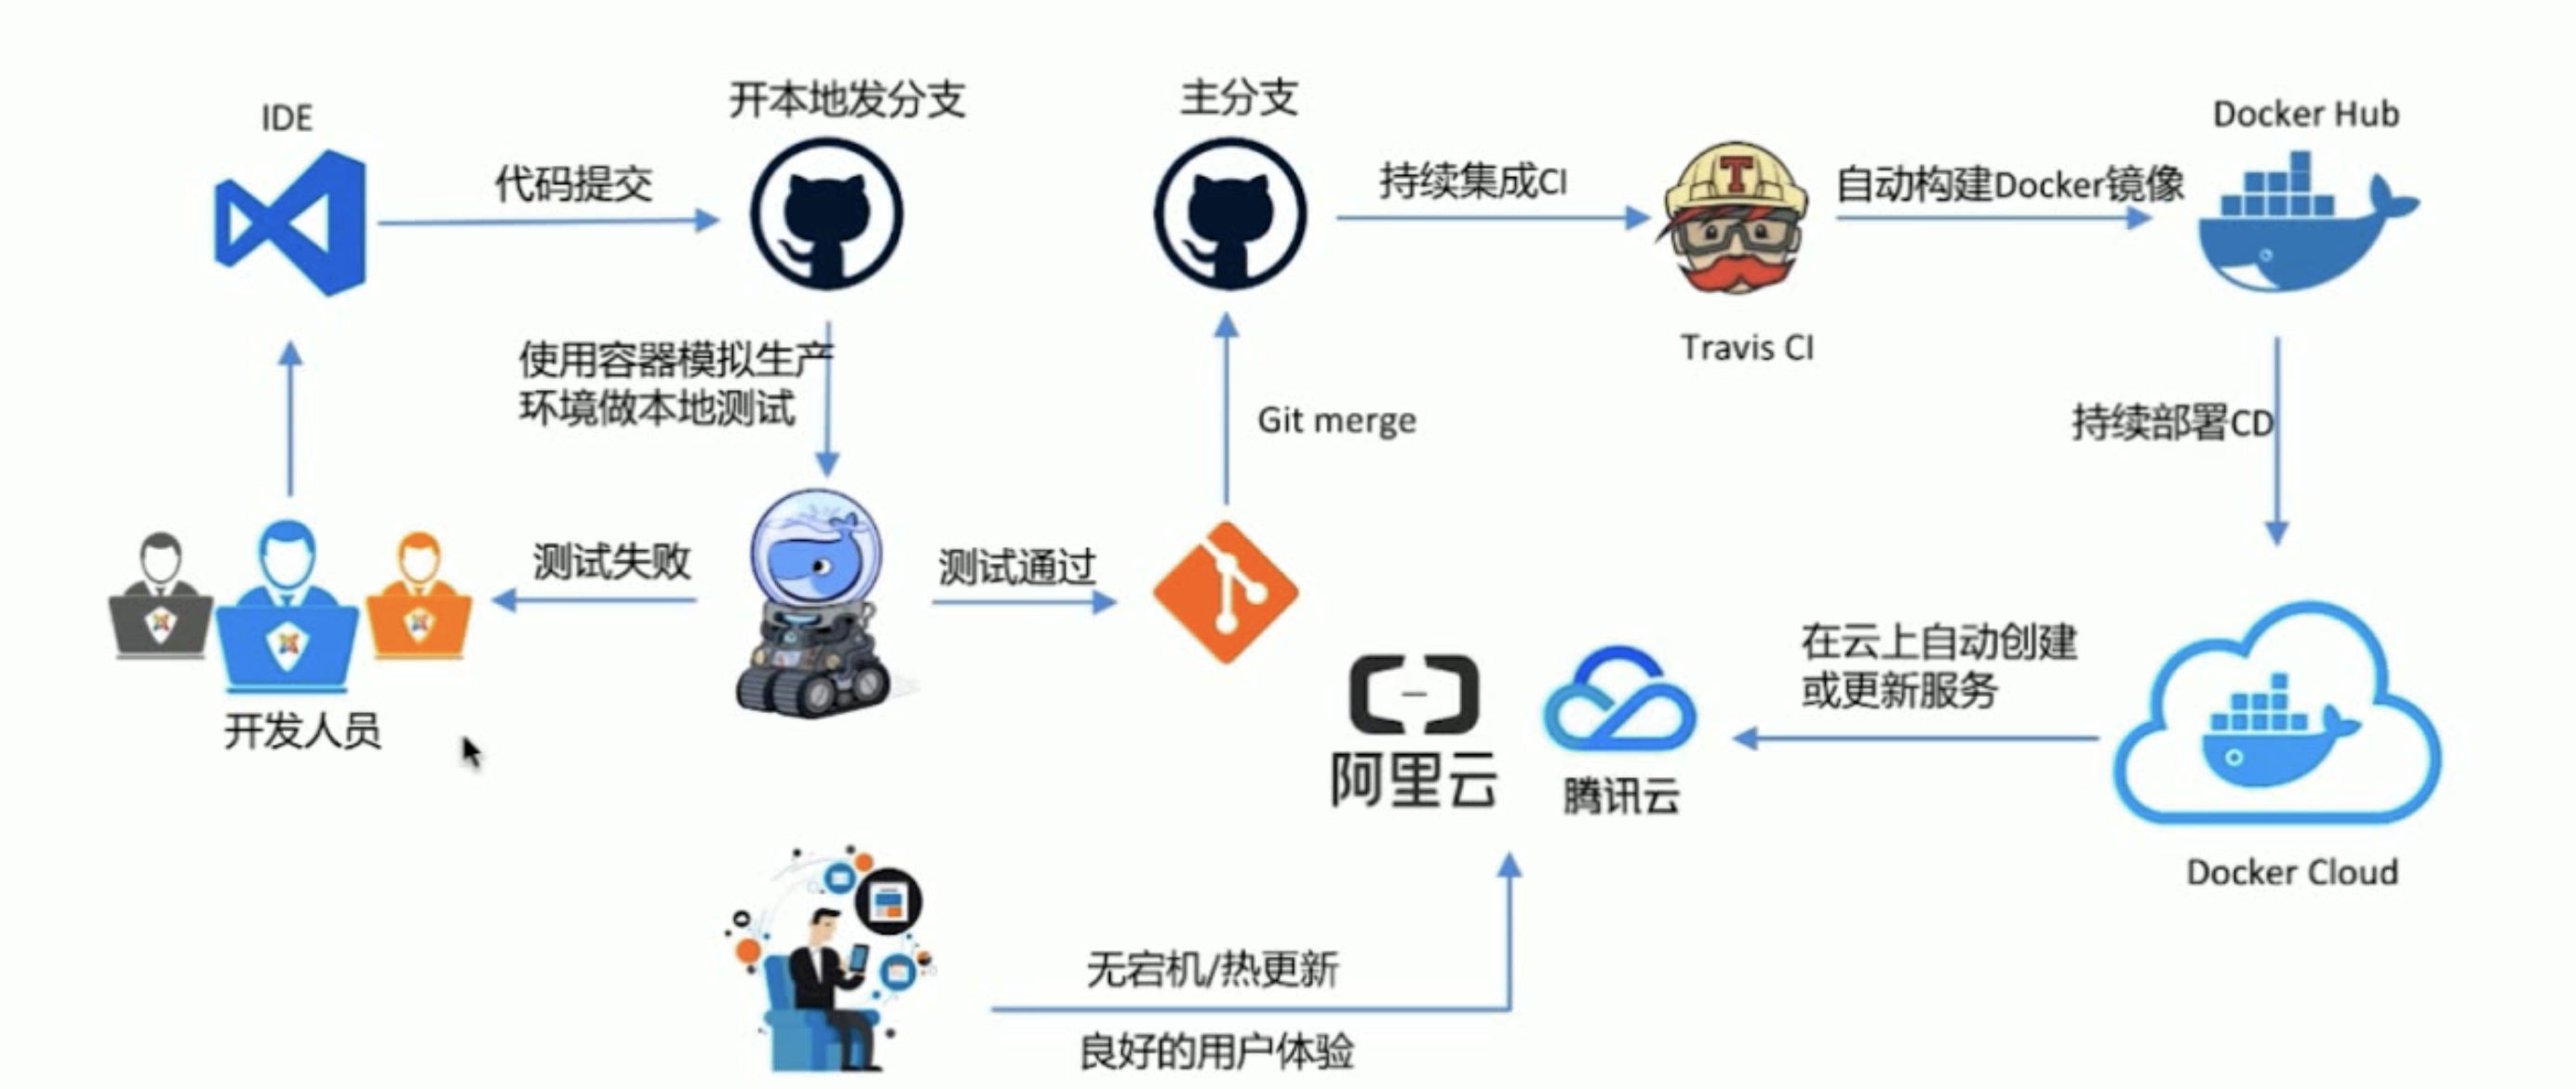 IDE
代码提交
开本地发分支
主分支
持续集成CI
T
Travis CI
自动构建Docker镜像
Docker Hub
使用容器模拟生产
环境做本地测试
Git merge
持续部署CD
测试失败
测试通过
开发人员
阿里云
腾讯云
在云上自动创建
或更新服务
Docker Cloud
无宕机/热更新
良好的用户体验